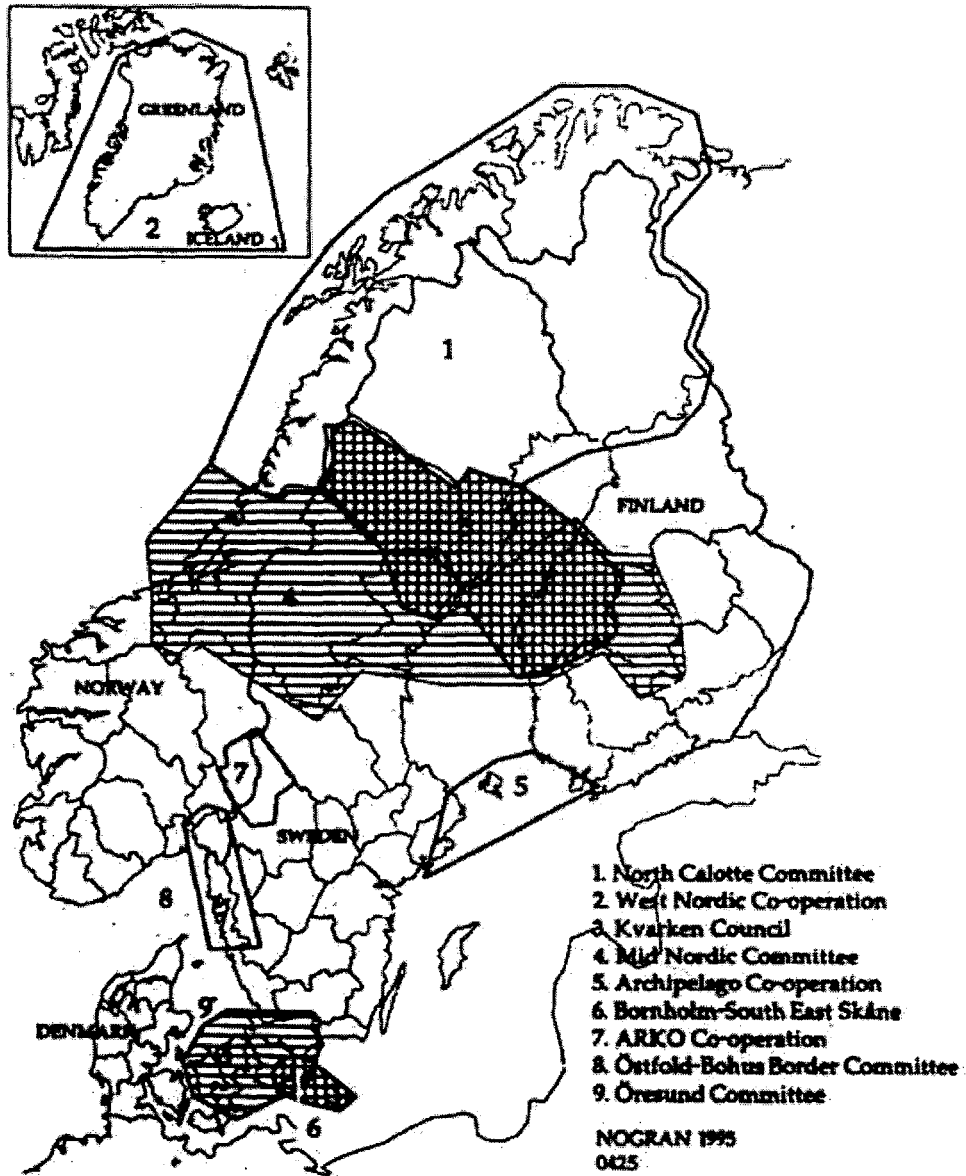 GREENLAND
2
ICELAND
1
FINLAND
4
NORWAY
7
5
SWEDEN
8
9
DENMARK
6
1. North Calotte Committee
2. West Nordic Co-operation
3. Kvarken Council
4. Mid Nordic Committee
5. Archipelago Co-operation
6. Bornholm-South East Skåne
7. ARKO Co-operation
8. Östfold-Bohus Border Committee
9. Öresund Committee
NOGRAN 1995
0425